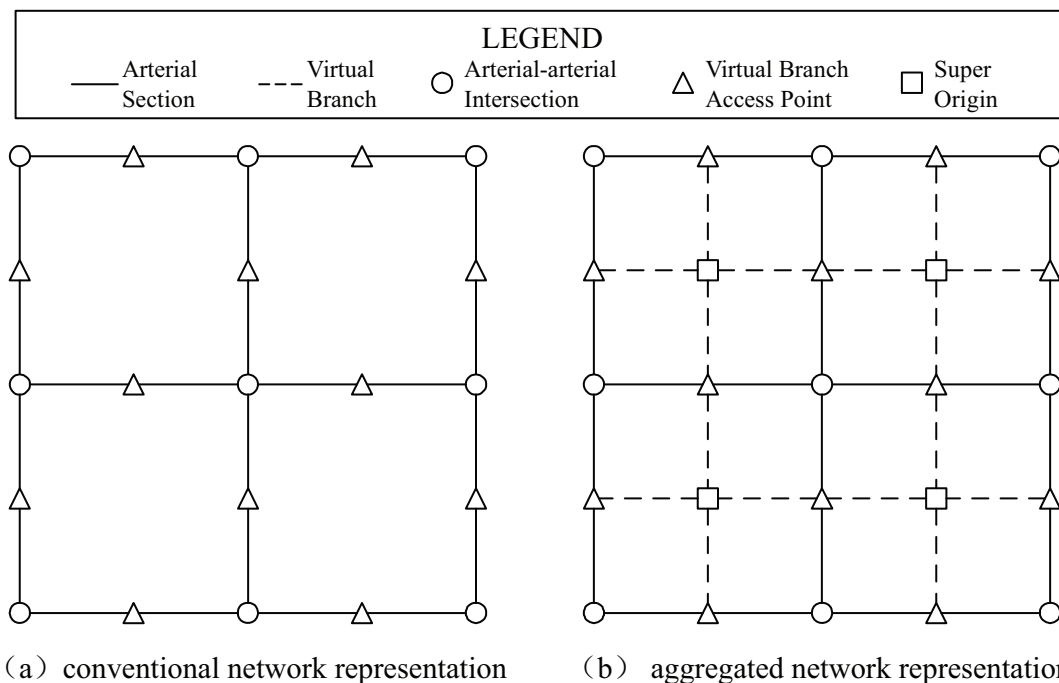 LEGEND
Arterial Section
Virtual Branch
Arterial-arterial Intersection
Virtual Branch Access Point
Super Origin
（a）conventional network representation
（b） aggregated network representation